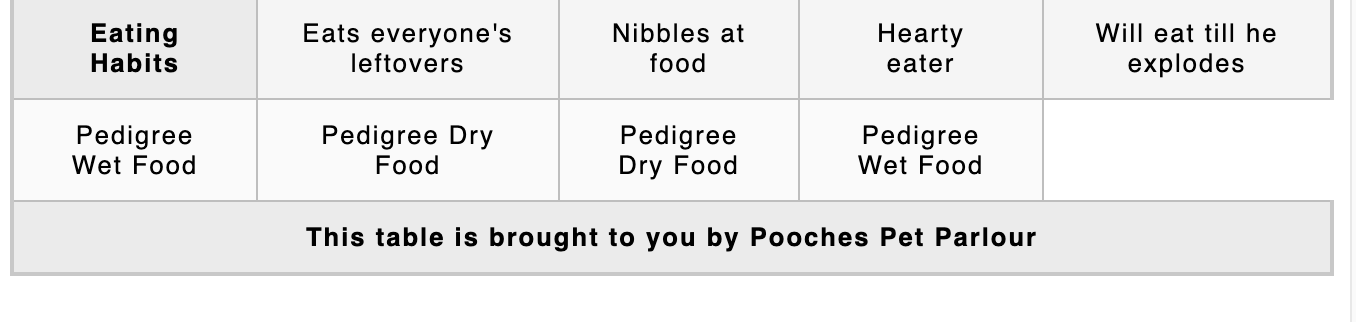 Eating
Habits
Eats everyone's
leftovers
Nibbles at
food
Hearty
eater
Will eat till he
explodes
Pedigree
Wet Food
Pedigree Dry
Food
Pedigree
Dry Food
Pedigree
Wet Food
This table is brought to you by Pooches Pet Parlour